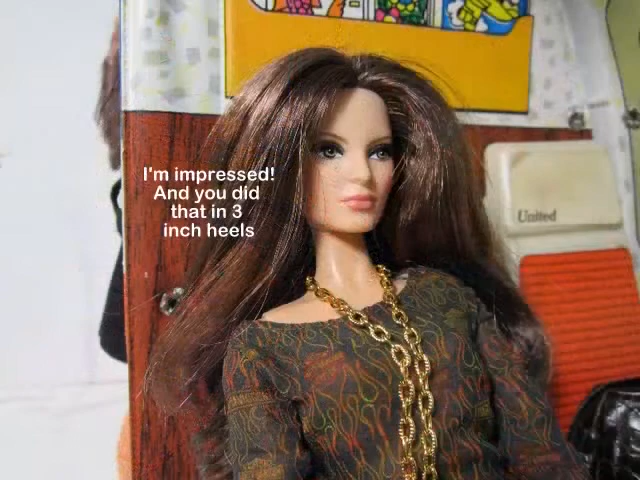 I'm impressed!
And you did
that in 3
inch heels
United